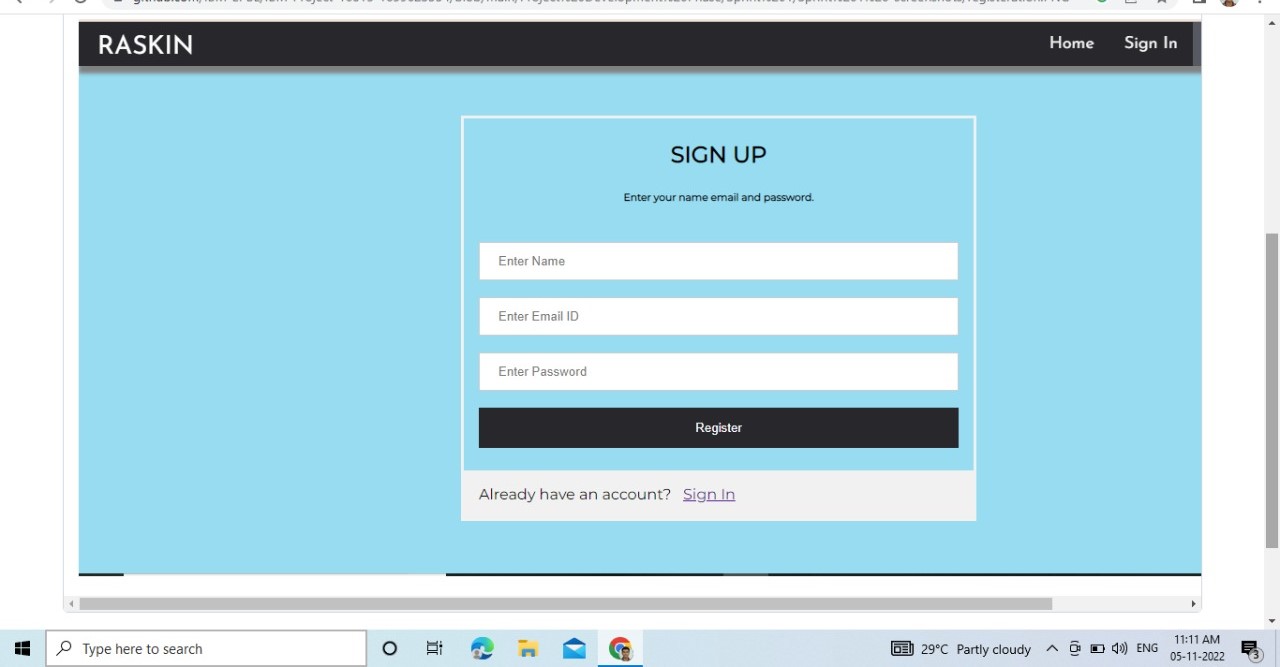 RASKIN
Home
Sign In
SIGN UP
Enter your name email and password.
Enter Name
Enter Email ID
Enter Password
Register
Already have an account? Sign In
Type here to search
29°C Partly cloudy
ENG
11:11 AM
05-11-2022
3